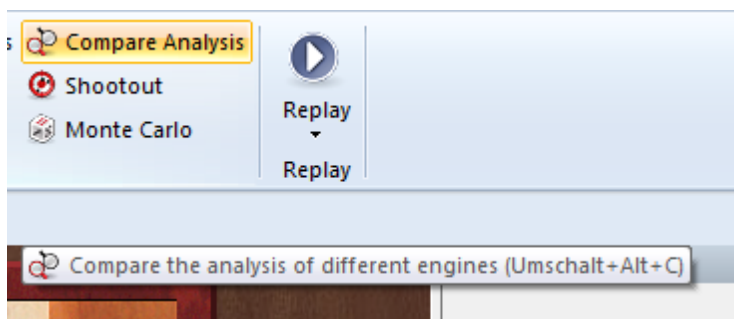 s Compare Analysis
Shootout
Monte Carlo
Replay
Replay
Compare the analysis of different engines (Umschalt+Alt+C)